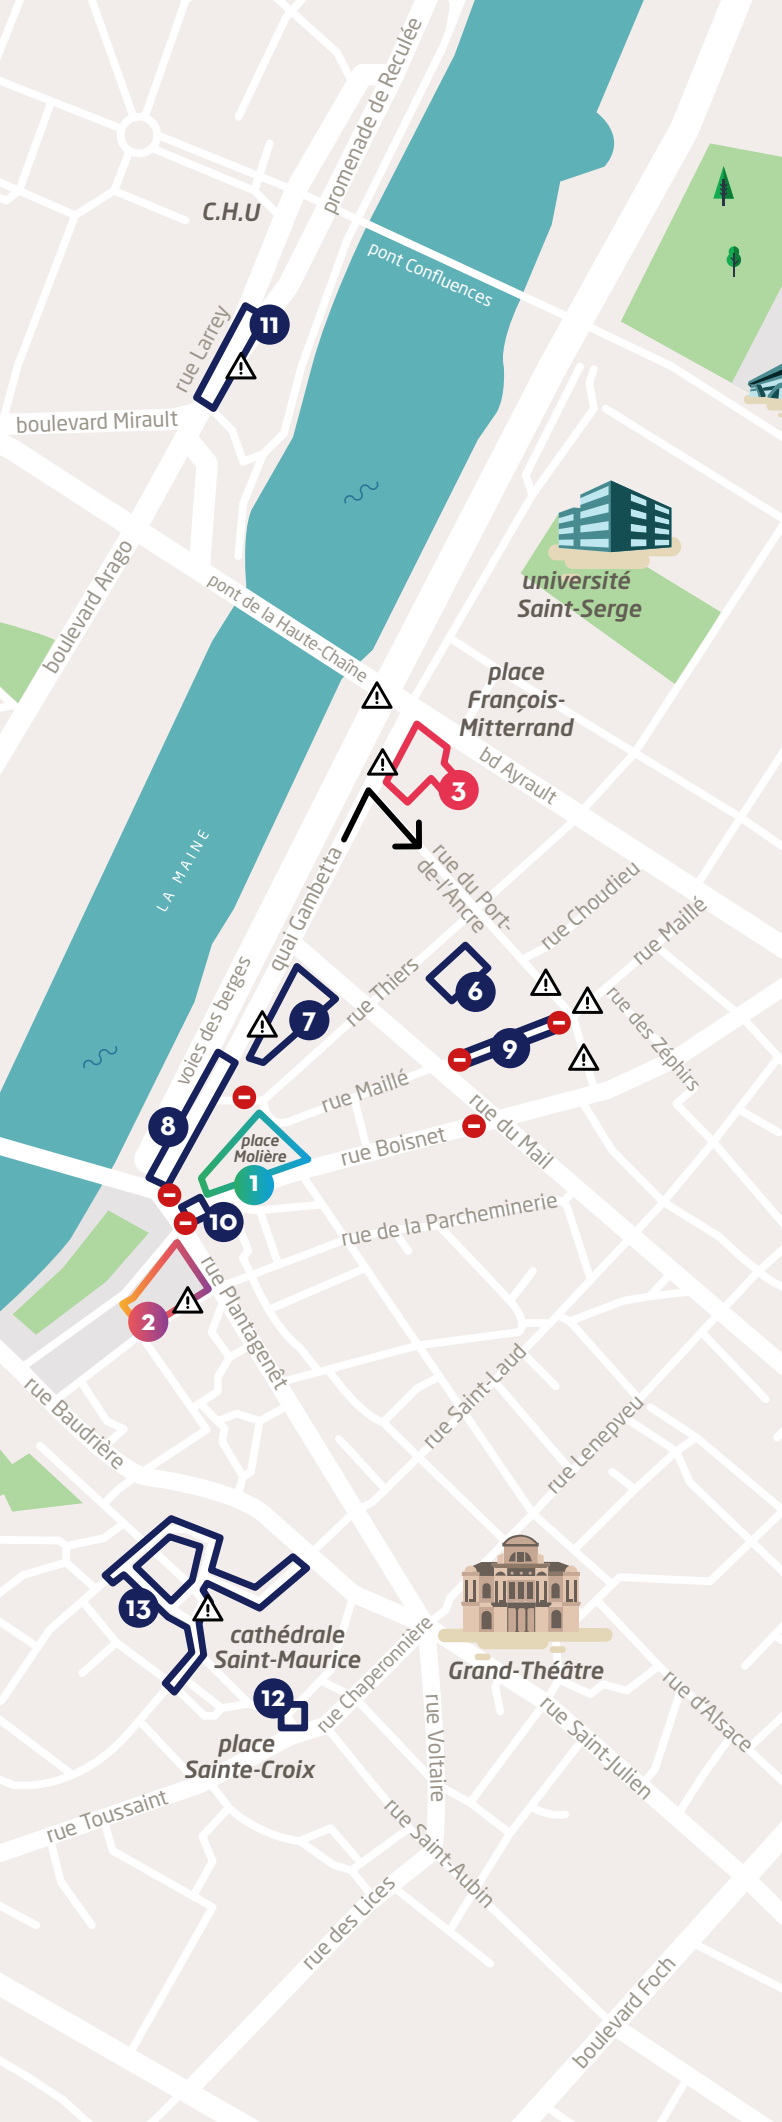 promenade de Reculée
C.H.U
pont Confluences
rue Larrey
11
boulevard Mirault
boulevard Arago
pont de la Haute-Chaîne
université
Saint-Serge
place
François-
Mitterrand
bd Ayrault
3
LA MAINE
quai Gambetta
rue du Port-
de-l'Ancre
rue Choudieu
rue Maillé
voies des berges
rue Thiers
6
7
rue des Zéphirs
9
rue Maillé
8
rue du Mail
place
Molière
rue Boisnet
1
10
rue de la Parcheminerie
rue Plantagenêt
2
rue Baudrière
rue Saint-Laud
rue Lenepveu
13
cathédrale
Saint-Maurice
rue Chaperonnière
Grand-Théâtre
12
place
Sainte-Croix
rue Voltaire
rue d'Alsace
rue Saint-Julien
rue Toussaint
rue Saint-Aubin
rue des Lices
boulevard Foch